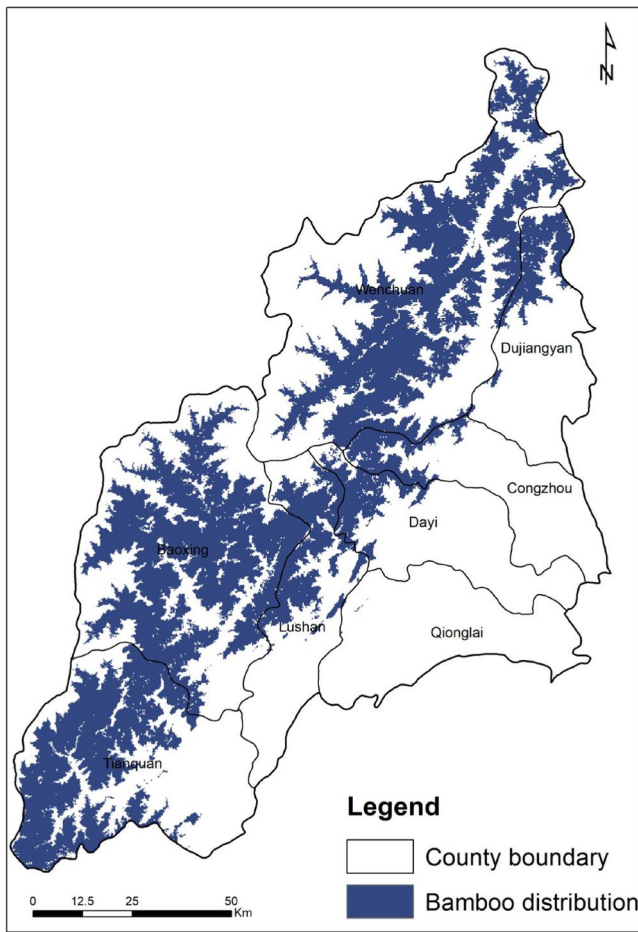 N
Wenchuan
Dujiangyan
Congzhou
Dayi
Baoxing
Lushan
Qionglai
Tianquan
Legend
County boundary
Bamboo distribution
0 12.5 25 50
Km